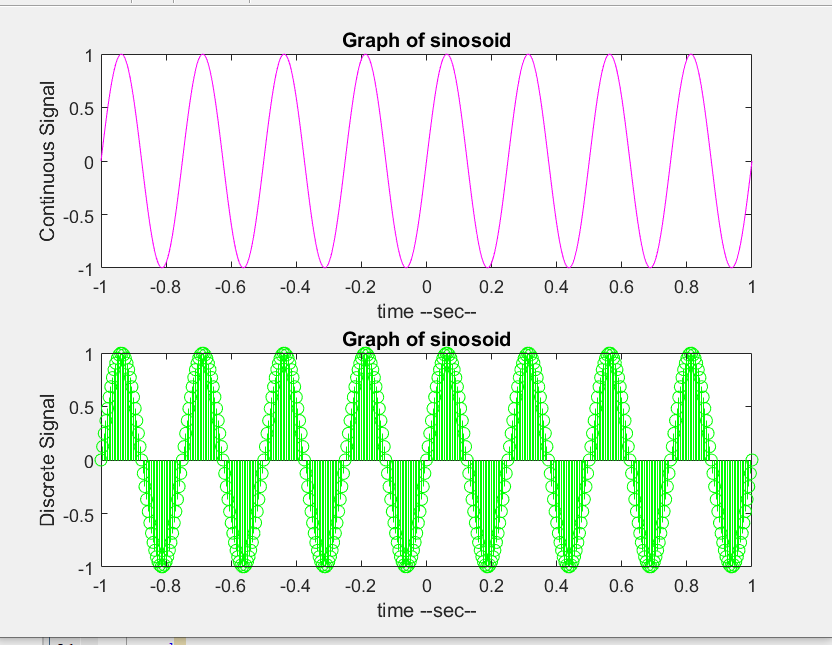 Graph of sinosoid
Continuous Signal
1
0.5
0
-0.5
-1
-1 -0.8 -0.6 -0.4 -0.2 0 0.2 0.4 0.6 0.8 1
time --sec--
Graph of sinosoid
Discrete Signal
1
0.5
0
-0.5
-1
-1 -0.8 -0.6 -0.4 -0.2 0 0.2 0.4 0.6 0.8 1
time --sec--